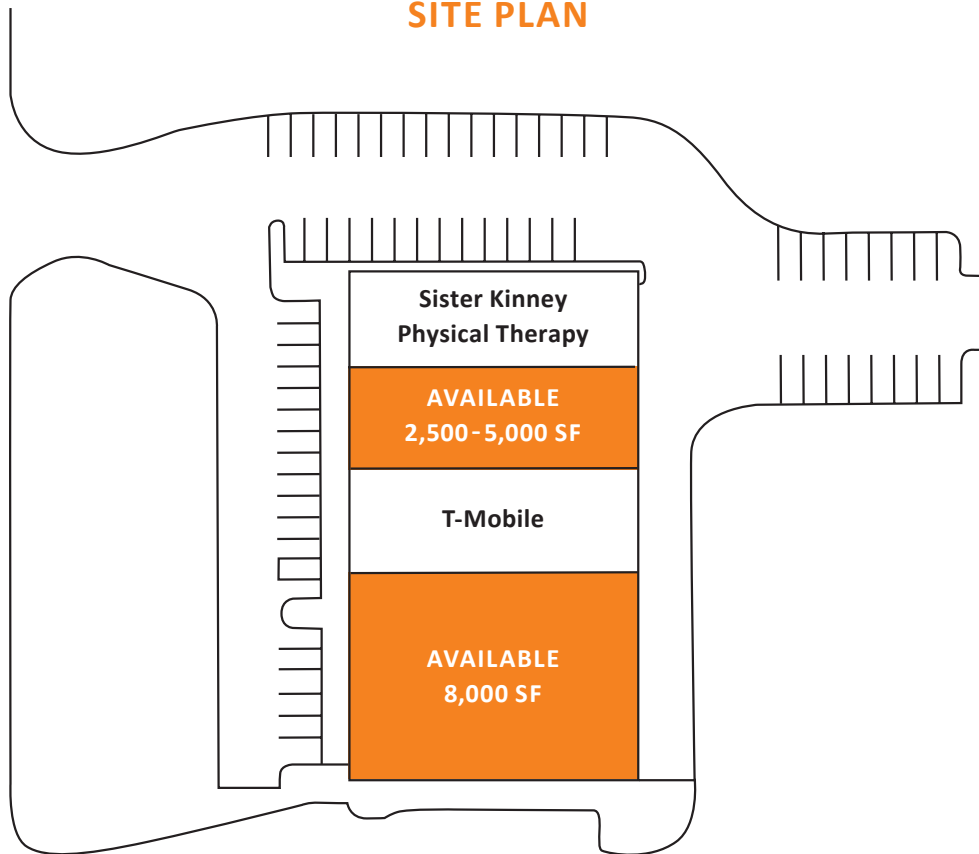 SITE PLAN
Sister Kinney
Physical Therapy
AVAILABLE
2,500-5,000 SF
T-Mobile
AVAILABLE
8,000 SF